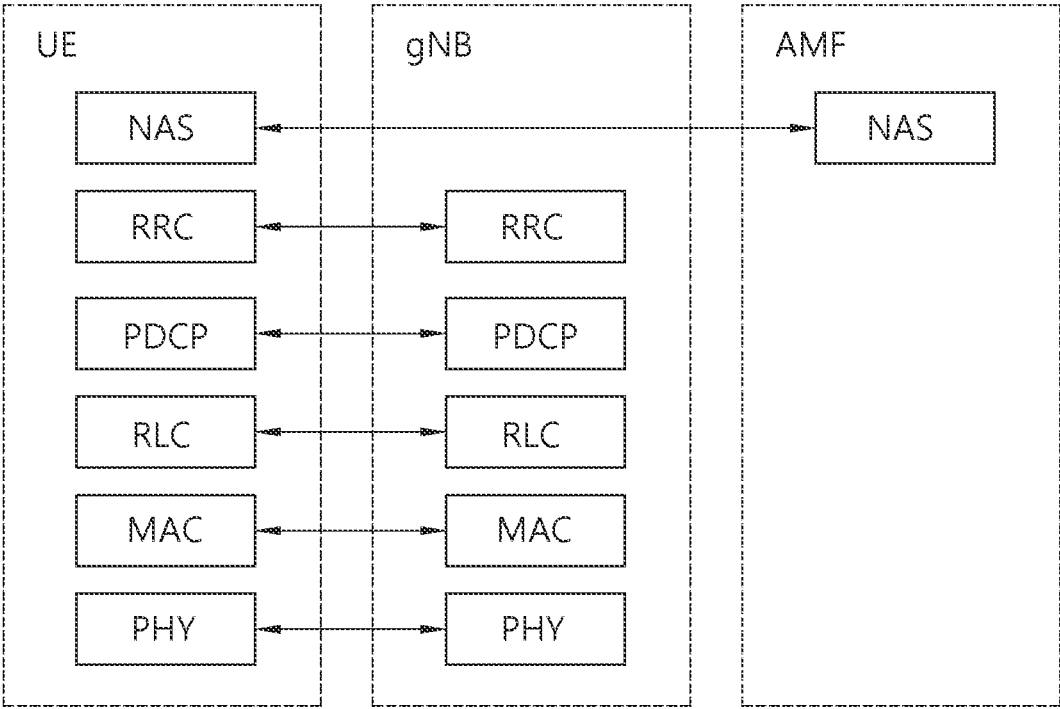 UE
gNB
AMF
NAS
NAS
RRC
RRC
PDCP
PDCP
RLC
RLC
MAC
MAC
PHY
PHY